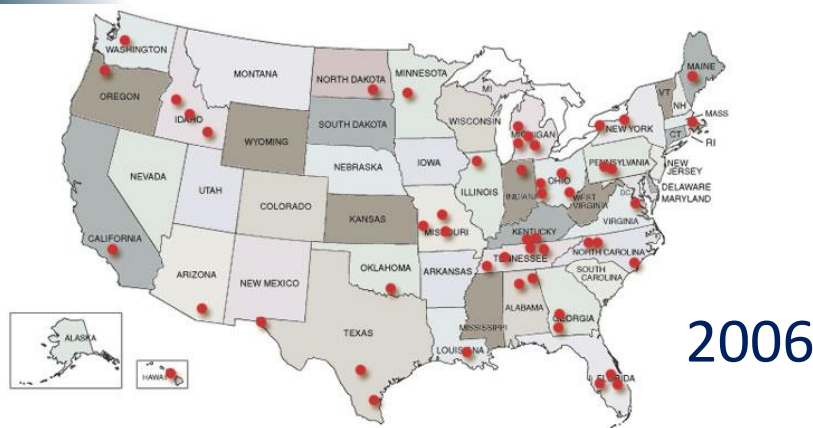 MAINE
WASHINGTON
MONTANA
NORTH DAKOTA
MINNESOTA
MI
VT
NH
OREGON
IDAHO
SOUTH DAKOTA
WISCONSIN
MICHIGAN
NEW YORK
MASS
CT
RI
WYOMING
IOWA
PENNSYLVANIA
NEW
JERSEY
NEBRASKA
NEVADA
UTAH
ILLINOIS
INDIANA
OHIO
DELAWARE
MARYLAND
DC
WEST
VIRGINIA
COLORADO
KANSAS
MISSOURI
VIRGINIA
CALIFORNIA
KENTUCKY
NORTH CAROLINA
TENNESSEE
ARIZONA
NEW MEXICO
OKLAHOMA
ARKANSAS
SOUTH
CAROLINA
ALABAMA
GEORGIA
MISSISSIPPI
TEXAS
LOUISIANA
2006
ALASKA
HAWAII
FLORIDA